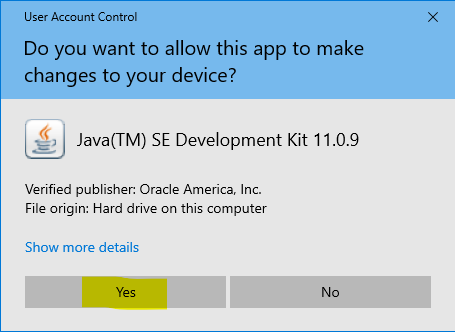 User Account Control
Do you want to allow this app to make
changes to your device?
Java(TM) SE Development Kit 11.0.9
Verified publisher: Oracle America, Inc.
File origin: Hard drive on this computer
Show more details
Yes
No